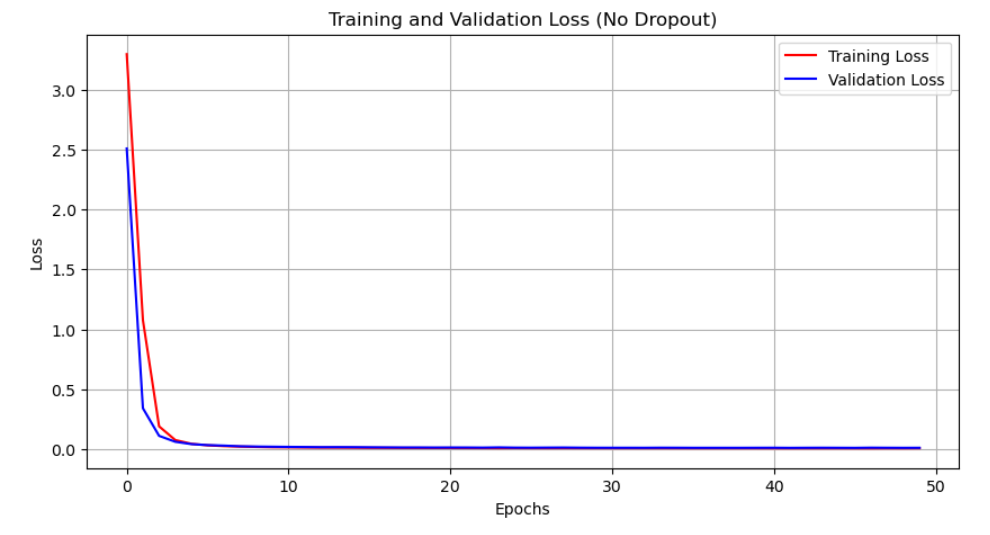 Training and Validation Loss (No Dropout)
Training Loss
Validation Loss
3.0
2.5
2.0
1.5
1.0
0.5
0.0
Loss
0 10 20 30 40 50
Epochs